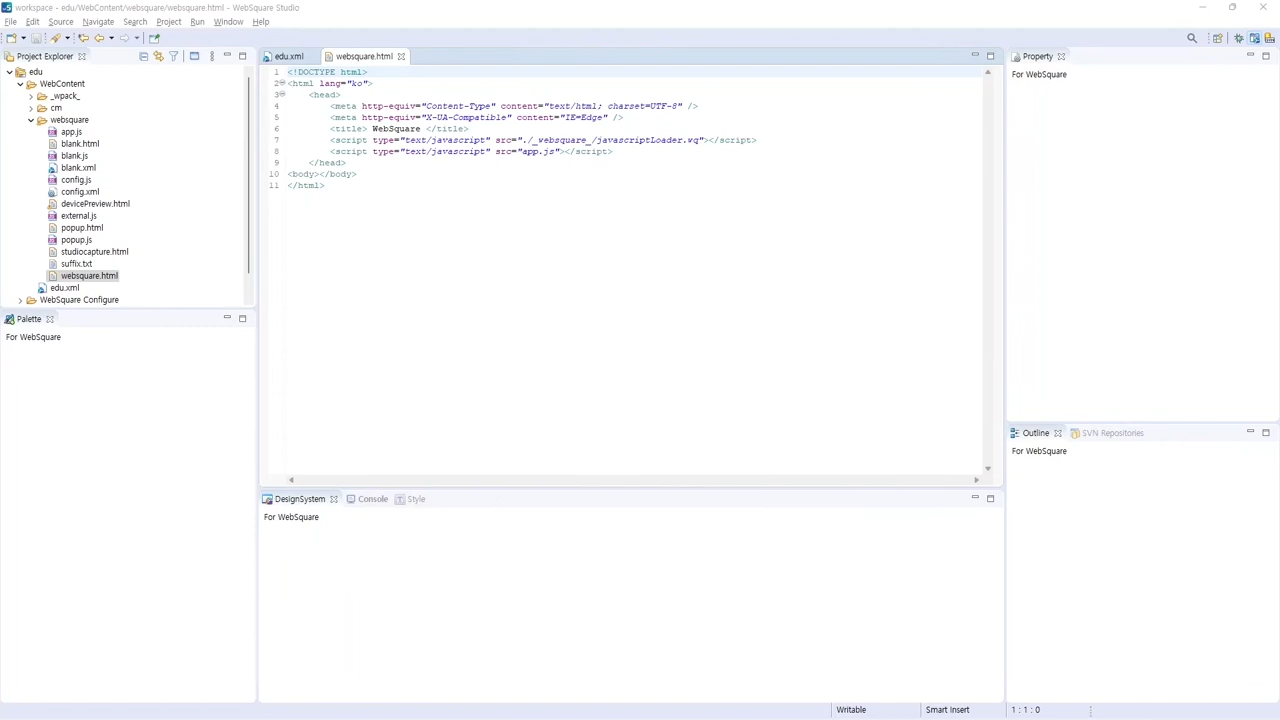 workspace - edu/WebContent/websquare/websquare.html - WebSquare Studio
File Edit Source Navigate Search Project Run Window Help
Project Explorer
edu
WebContent
_wpack_
cm
websquare
app.js
blank.html
blank.js
blank.xml
config.js
config.xml
devicePreview.html
external.js
popup.html
popup.js
studiocapture.html
suffix.txt
websquare.html
edu.xml
WebSquare Configure
Palette
For WebSquare
edu.xml websquare.html
1 <!DOCTYPE html>
2 <html lang="ko">
3 <head>
4 <meta http-equiv="Content-Type" content="text/html; charset=UTF-8" />
5 <meta http-equiv="X-UA-Compatible" content="IE=Edge" />
6 <title> WebSquare </title>
7 <script type="text/javascript" src="./_websquare_/javascriptLoader.wq"></script>
8 <script type="text/javascript" src="app.js"></script>
9 </head>
10 <body></body>
11 </html>
DesignSystem Console Style
For WebSquare
Property
For WebSquare
Outline SVN Repositories
For WebSquare
Writable Smart Insert 1 : 1 : 0